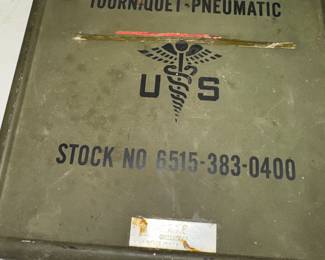 TOURNIQUET-PNEUMATIC
U S
STOCK NO 6515-383-0400